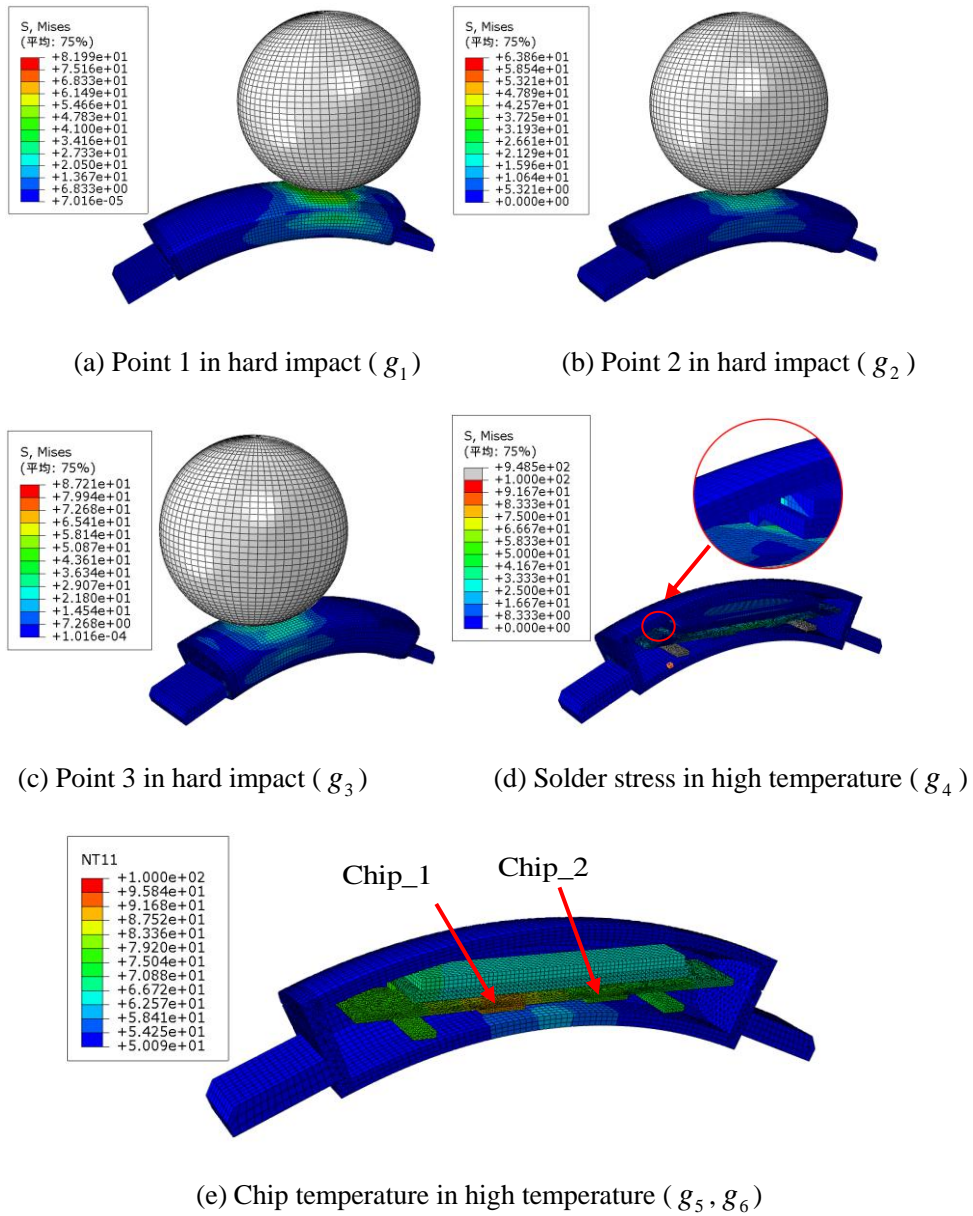 S, Mises
(平均: 75%)
+8.199e+01
+7.516e+01
+6.833e+01
+6.149e+01
+5.466e+01
+4.783e+01
+4.100e+01
+3.416e+01
+2.733e+01
+2.050e+01
+1.367e+01
+6.833e+00
+7.016e-05
S, Mises
(平均: 75%)
+6.386e+01
+5.854e+01
+5.321e+01
+4.789e+01
+4.257e+01
+3.725e+01
+3.193e+01
+2.661e+01
+2.129e+01
+1.596e+01
+1.064e+01
+5.321e+00
+0.000e+00
(a) Point 1 in hard impact ( g1 )
(b) Point 2 in hard impact ( g2 )
S, Mises
(平均: 75%)
+8.721e+01
+7.994e+01
+7.268e+01
+6.541e+01
+5.814e+01
+5.087e+01
+4.361e+01
+3.634e+01
+2.907e+01
+2.180e+01
+1.454e+01
+7.268e+00
+1.016e-04
S, Mises
(平均: 75%)
+9.485e+02
+1.000e+02
+9.167e+01
+8.333e+01
+7.500e+01
+6.667e+01
+5.833e+01
+5.000e+01
+4.167e+01
+3.333e+01
+2.500e+01
+1.667e+01
+8.333e+00
+0.000e+00
(c) Point 3 in hard impact ( g3 )
(d) Solder stress in high temperature ( g4 )
NT11
+1.000e+02
+9.584e+01
+9.168e+01
+8.752e+01
+8.336e+01
+7.920e+01
+7.504e+01
+7.088e+01
+6.672e+01
+6.257e+01
+5.841e+01
+5.425e+01
+5.009e+01
Chip_1
Chip_2
(e) Chip temperature in high temperature ( g5 , g6 )